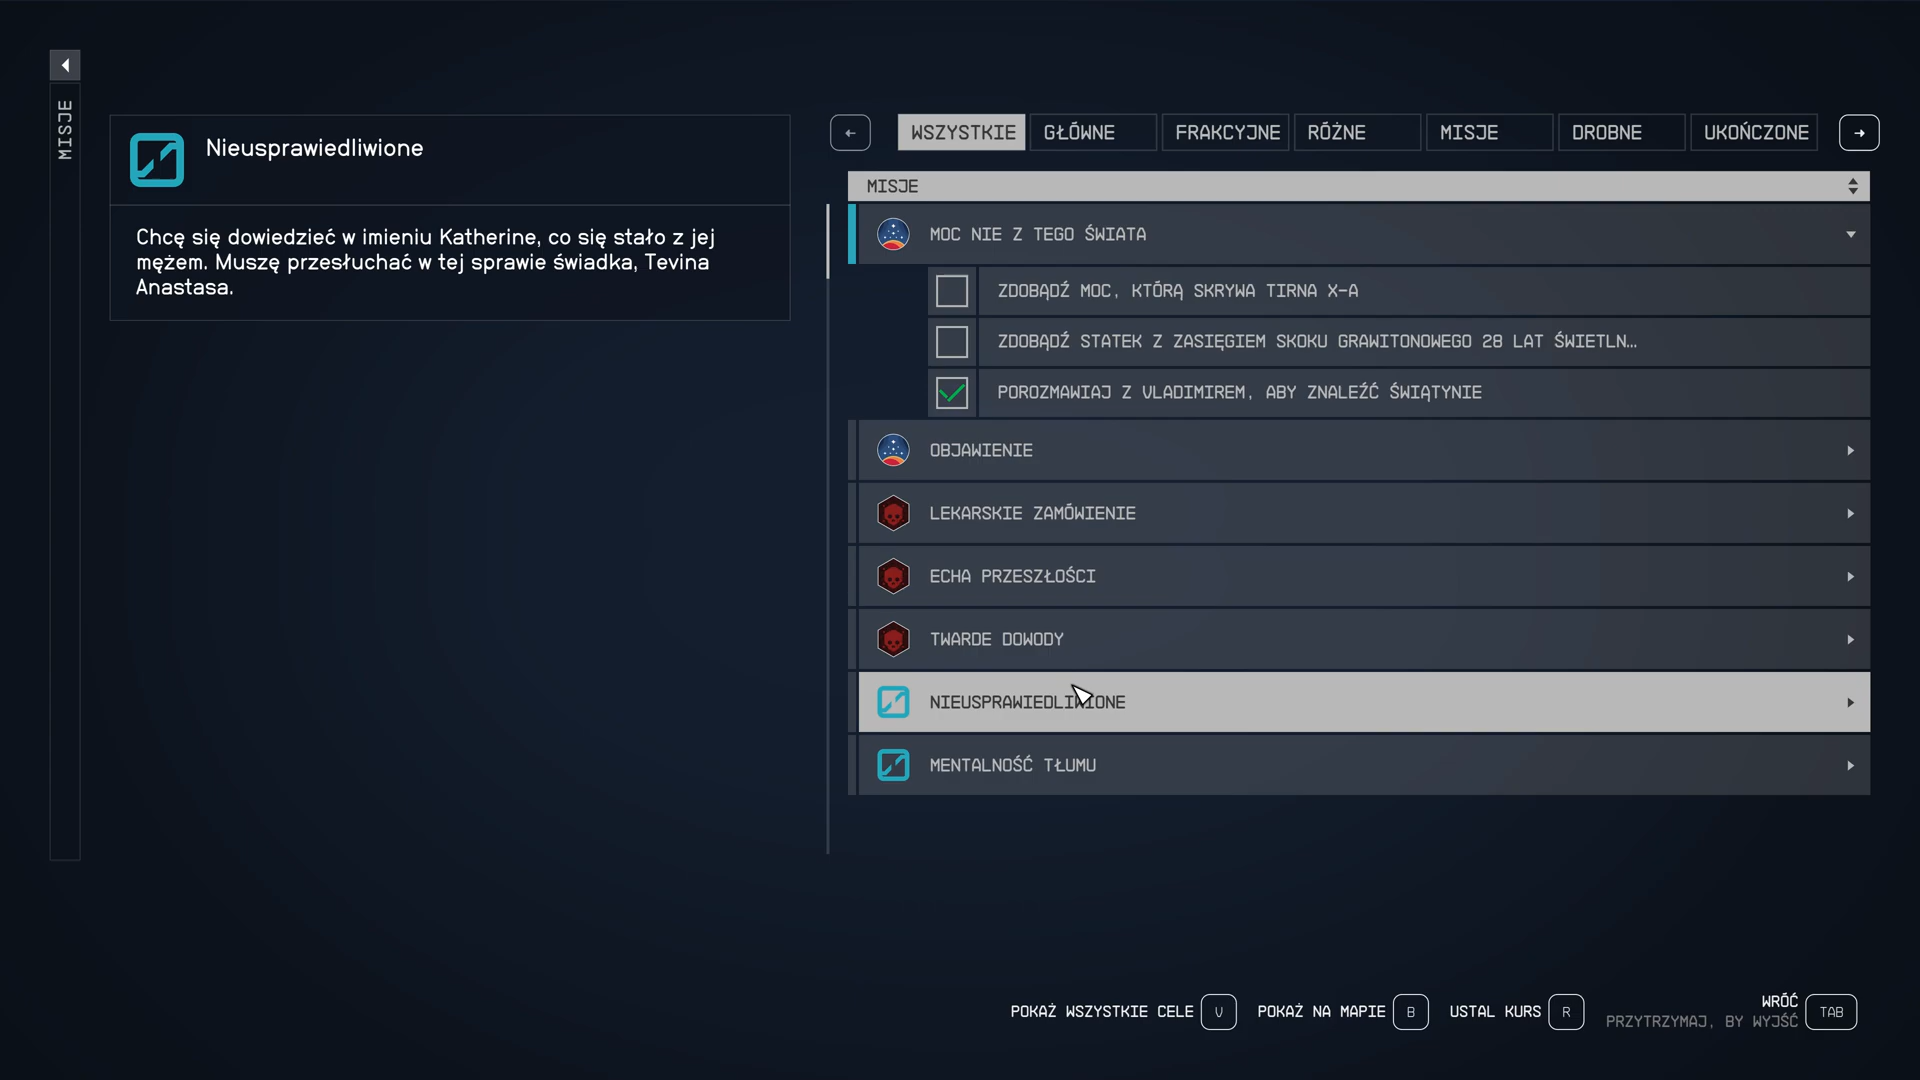 MISJE
Nieusprawiedliwione
Chcę się dowiedzieć w imieniu Katherine, co się stało z jej
mężem. Muszę przesłuchać w tej sprawie świadka, Tevina
Anastasa.
WSZYSTKIE
GŁÓWNE
FRAKCYJNE
RÓŻNE
MISJE
DROBNE
UKOŃCZONE
MISJE
MOC NIE Z TEGO ŚWIATA
ZDOBĄDŹ MOC, KTÓRĄ SKRYWA TIRNA X-A
ZDOBĄDŹ STATEK Z ZASIĘGIEM SKOKU GRAWITONOWEGO 28 LAT ŚWIETLN...
POROZMAWIAJ Z VLADIMIREM, ABY ZNALEŹĆ ŚWIĄTYNIE
OBJAWIENIE
LEKARSKIE ZAMÓWIENIE
ECHA PRZESZŁOŚCI
TWARDE DOWODY
NIEUSPRAWIEDLIWIONE
MENTALNOŚĆ TŁUMU
POKAŻ WSZYSTKIE CELE V
POKAŻ NA MAPIE B
USTAL KURS R
WRÓĆ
PRZYTRZYMAJ, BY WYJŚĆ
TAB